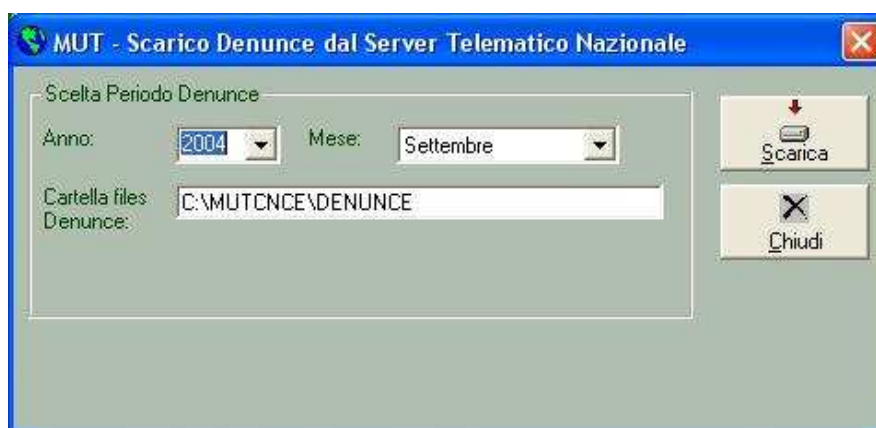 MUT - Scarico Denunce dal Server Telematico Nazionale
Scelta Periodo Denunce
Anno: 2004 Mese: Settembre
Scarica
Cartella files Denunce: C:\MUTCNCE\DENUNCE
Chiudi